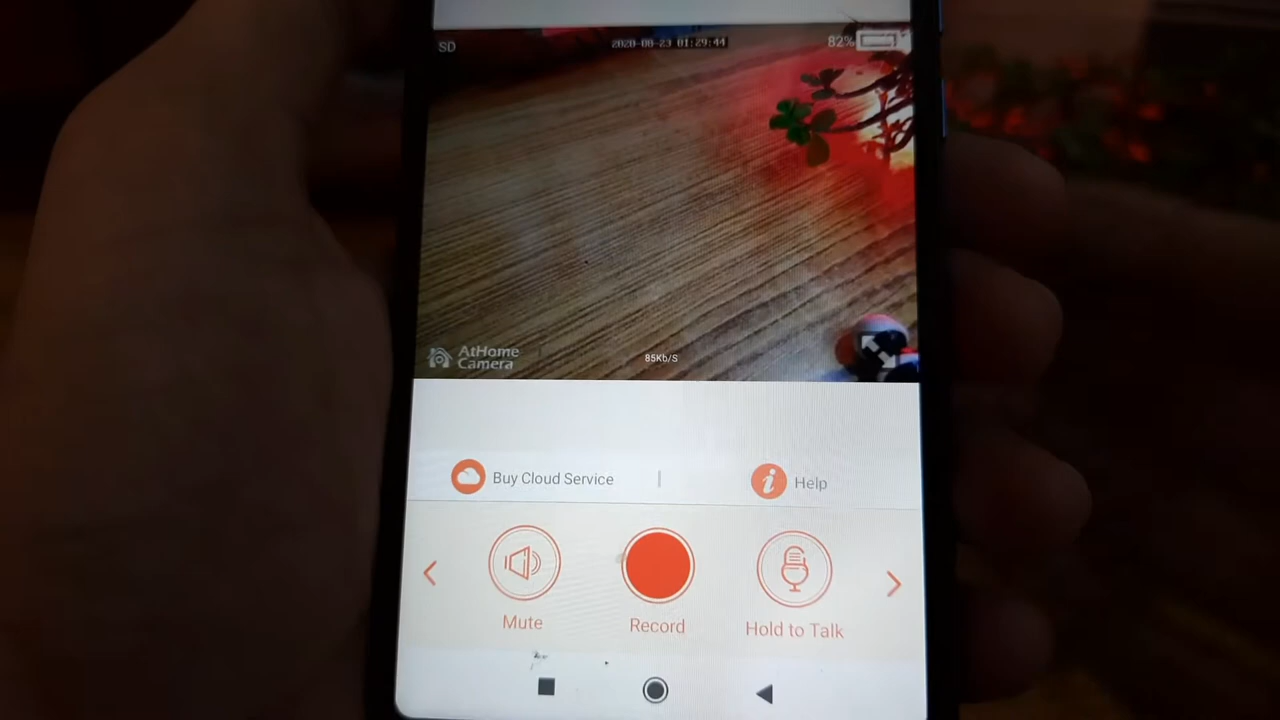 SD
2020-08-23 01:29:44
82%
AtHome
Camera
85Kb/S
Buy Cloud Service
Help
Mute
Record
Hold to Talk